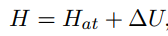 H = H_{at} + ΔU,